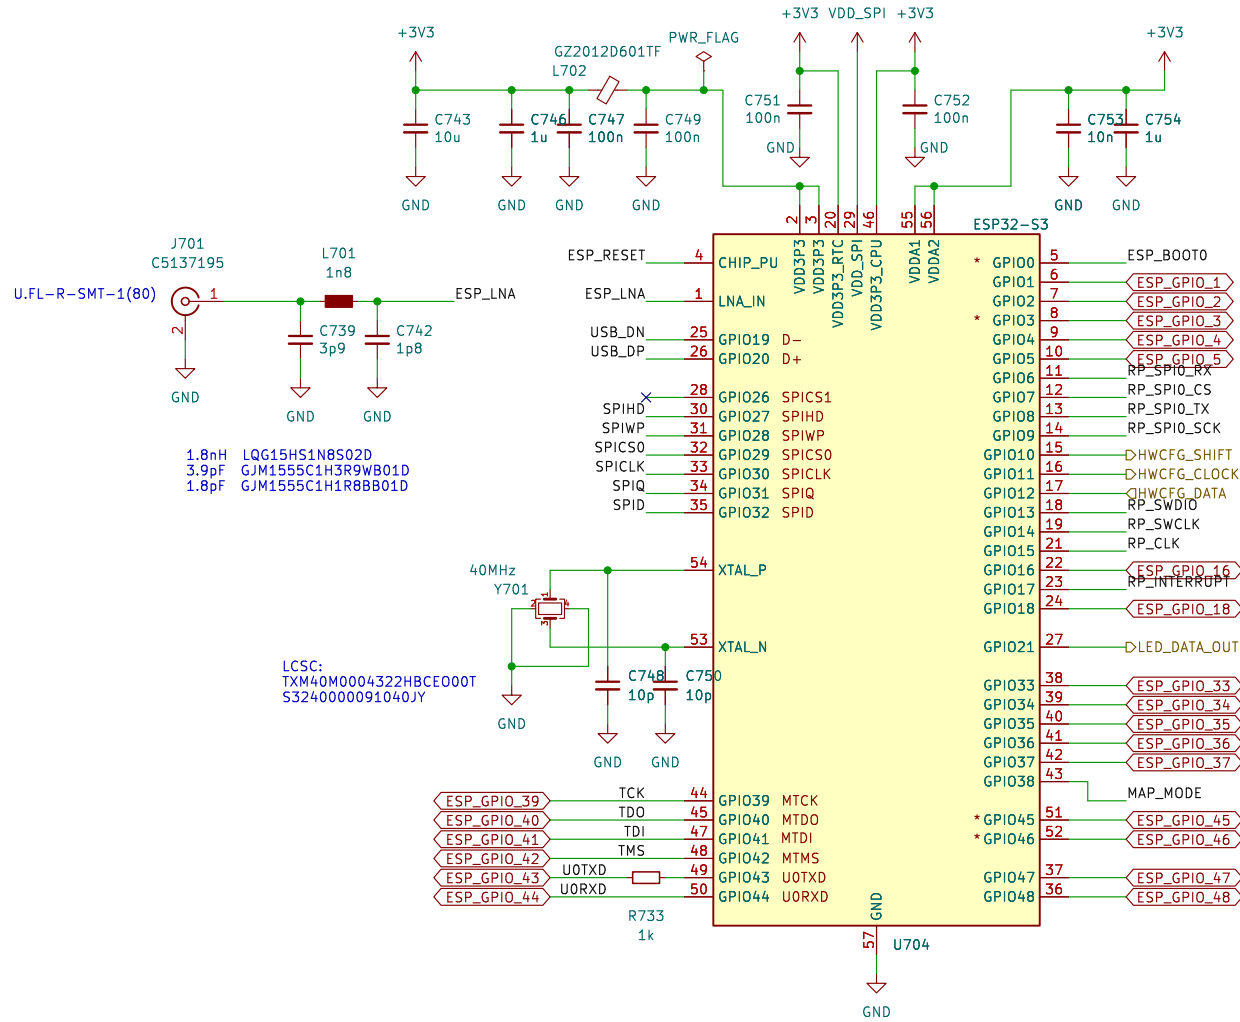 +3V3 VDD_SPI +3V3
+3V3
PWR_FLAG
+3V3
GZ2012D601TF
L702
C743
10u
C746
1u
C747
100n
C749
100n
C751
100n
C752
100n
C753
10n
C754
1u
GND
GND
GND
GND
GND
GND
GND
GND
2
3
20
29
46
55
56
ESP32-S3
VDD3P3
VDD3P3
VDD3P3_RTC
VDD_SPI
VDD3P3_CPU
VDDA1
VDDA2
J701
C5137195
U.FL-R-SMT-1(80)
1
2
GND
L701
1n8
ESP_LNA
C739
3p9
C742
1p8
GND
GND
1.8nH LQG15HS1N8S02D
3.9pF GJM1555C1H3R9WB01D
1.8pF GJM1555C1H1R8BB01D
ESP_RESET 4 CHIP_PU
ESP_LNA 1 LNA_IN
USB_DN 25 GPIO19 D-
USB_DP 26 GPIO20 D+
28 GPIO26 SPICS1
SPIHD 30 GPIO27 SPIHD
SPIWP 31 GPIO28 SPIWP
SPICS0 32 GPIO29 SPICS0
SPICLK 33 GPIO30 SPICLK
SPIQ 34 GPIO31 SPIQ
SPID 35 GPIO32 SPID
40MHz
Y701
1
2
4
3
54 XTAL_P
53 XTAL_N
LCSC:
TXM40M0004322HBCEO00T
S3240000091040JY
GND
C748
10p
C750
10p
GND
GND
ESP_GPIO_39 TCK 44 GPIO39 MTCK
ESP_GPIO_40 TDO 45 GPIO40 MTDO
ESP_GPIO_41 TDI 47 GPIO41 MTDI
ESP_GPIO_42 TMS 48 GPIO42 MTMS
ESP_GPIO_43 U0TXD 49 GPIO43 U0TXD
ESP_GPIO_44 U0RXD 50 GPIO44 U0RXD
R733
1k
* GPIO0 5 ESP_BOOT0
GPIO1 6 ESP_GPIO_1
GPIO2 7 ESP_GPIO_2
* GPIO3 8 ESP_GPIO_3
GPIO4 9 ESP_GPIO_4
GPIO5 10 ESP_GPIO_5
GPIO6 11 RP_SPI0_RX
GPIO7 12 RP_SPI0_CS
GPIO8 13 RP_SPI0_TX
GPIO9 14 RP_SPI0_SCK
GPIO10 15 HWCFG_SHIFT
GPIO11 16 HWCFG_CLOCK
GPIO12 17 HWCFG_DATA
GPIO13 18 RP_SWDIO
GPIO14 19 RP_SWCLK
GPIO15 21 RP_CLK
GPIO16 22 ESP_GPIO_16
GPIO17 23 RP_INTERRUPT
GPIO18 24 ESP_GPIO_18
GPIO21 27 LED_DATA_OUT
GPIO33 38 ESP_GPIO_33
GPIO34 39 ESP_GPIO_34
GPIO35 40 ESP_GPIO_35
GPIO36 41 ESP_GPIO_36
GPIO37 42 ESP_GPIO_37
GPIO38 43 MAP_MODE
* GPIO45 51 ESP_GPIO_45
* GPIO46 52 ESP_GPIO_46
GPIO47 37 ESP_GPIO_47
GPIO48 36 ESP_GPIO_48
GND
57
U704
GND